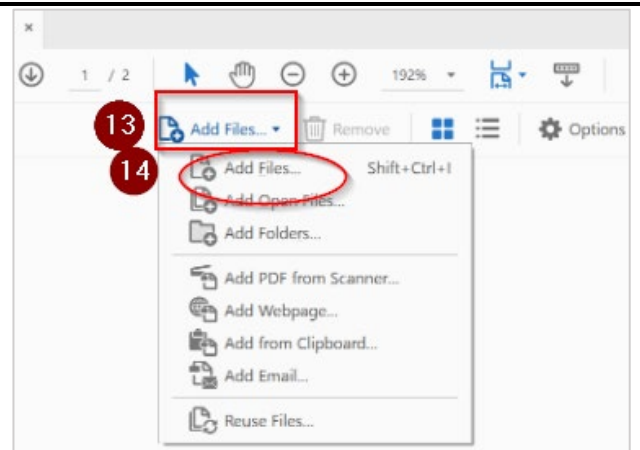 ×
1 / 2 192%
13 Add Files... Remove Options
14 Add Files... Shift+Ctrl+I
Add Open Files...
Add Folders...
Add PDF from Scanner...
Add Webpage...
Add from Clipboard...
Add Email...
Reuse Files...